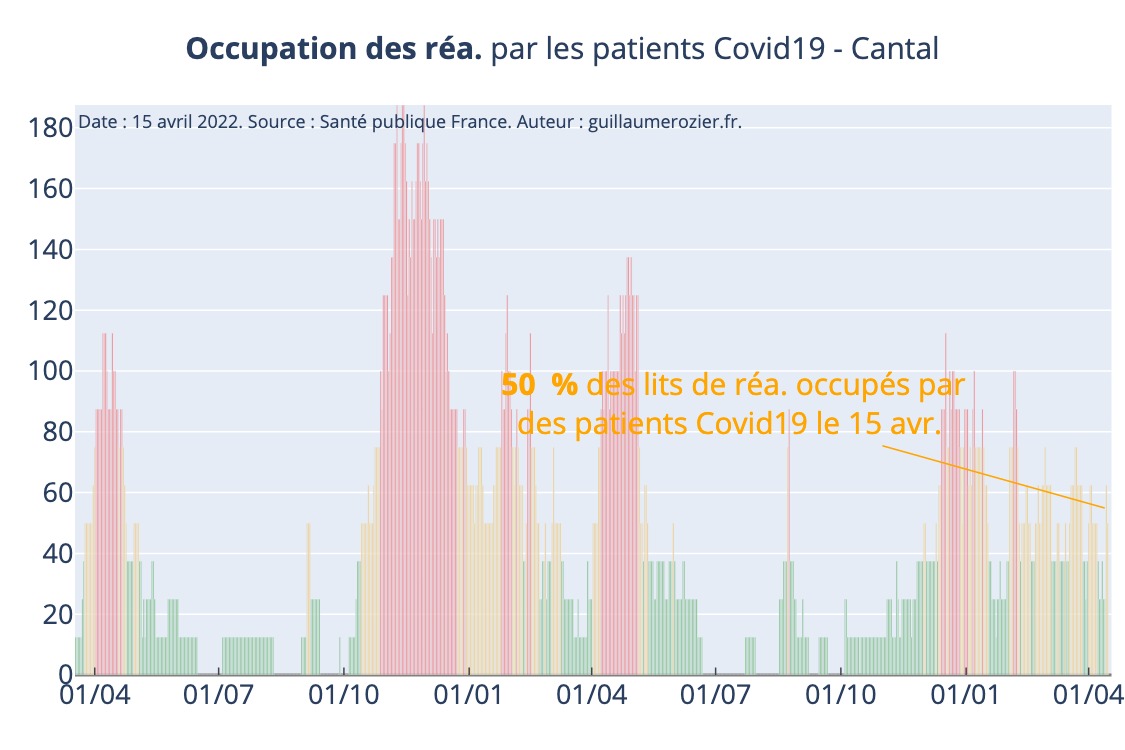 Occupation des réa. par les patients Covid19 - Cantal
Date : 15 avril 2022. Source : Santé publique France. Auteur : guillaumerozier.fr.
180
160
140
120
100
80
60
40
20
0
50 % des lits de réa. occupés par
des patients Covid19 le 15 avr.
01/04 01/07 01/10 01/01 01/04 01/07 01/10 01/01 01/04